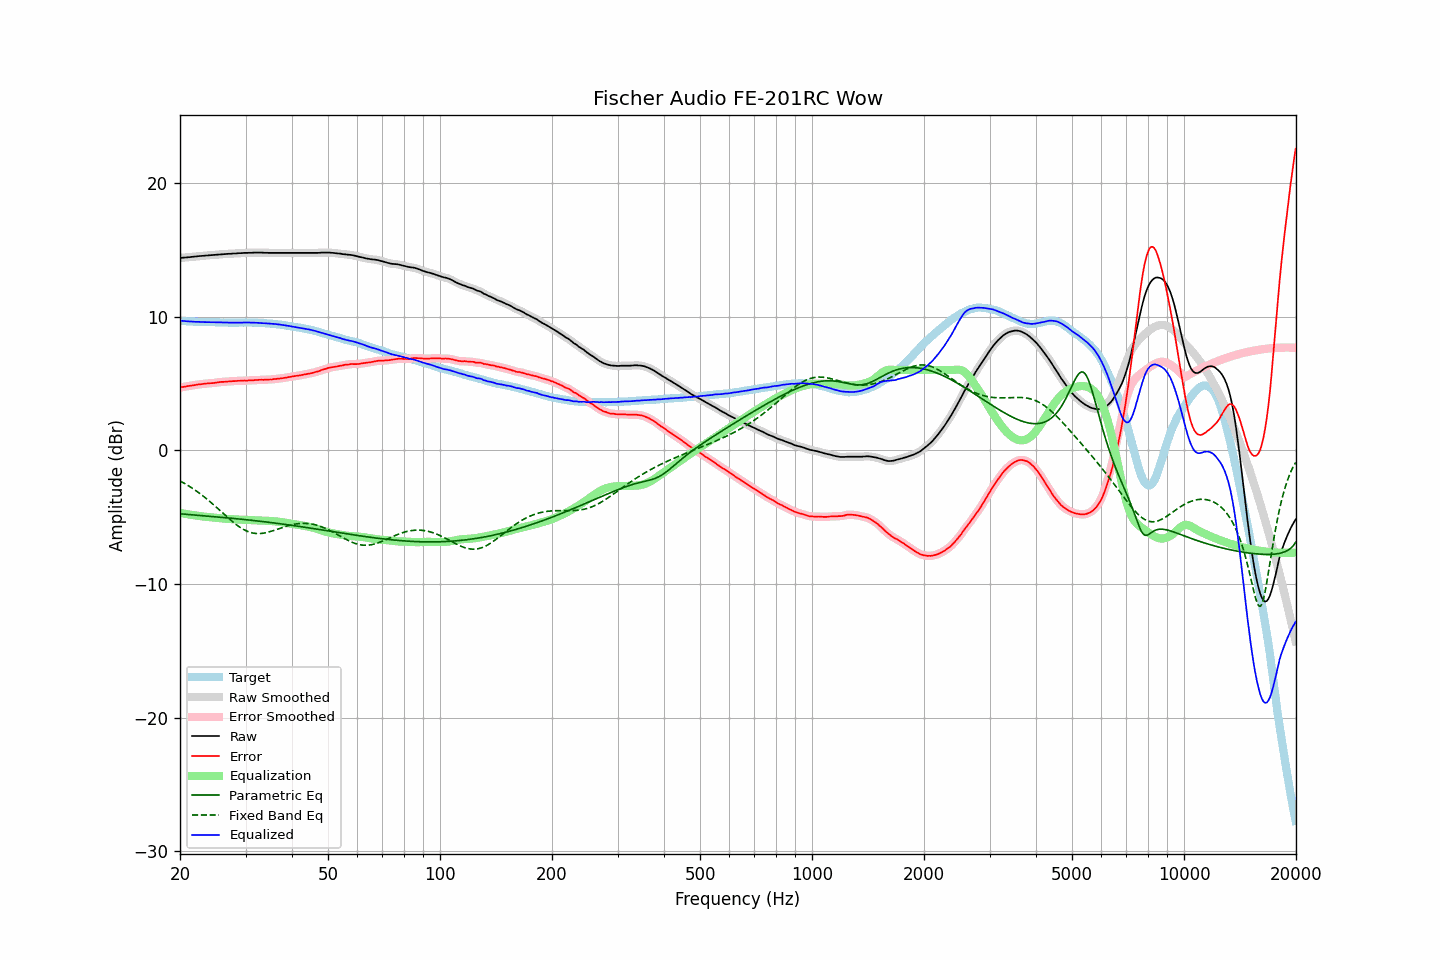 Fischer Audio FE-201RC Wow
Amplitude (dBr)
20
10
0
−10
−20
−30
Target
Raw Smoothed
Error Smoothed
Raw
Error
Equalization
Parametric Eq
Fixed Band Eq
Equalized
20 50 100 200 500 1000 2000 5000 10000 20000
Frequency (Hz)